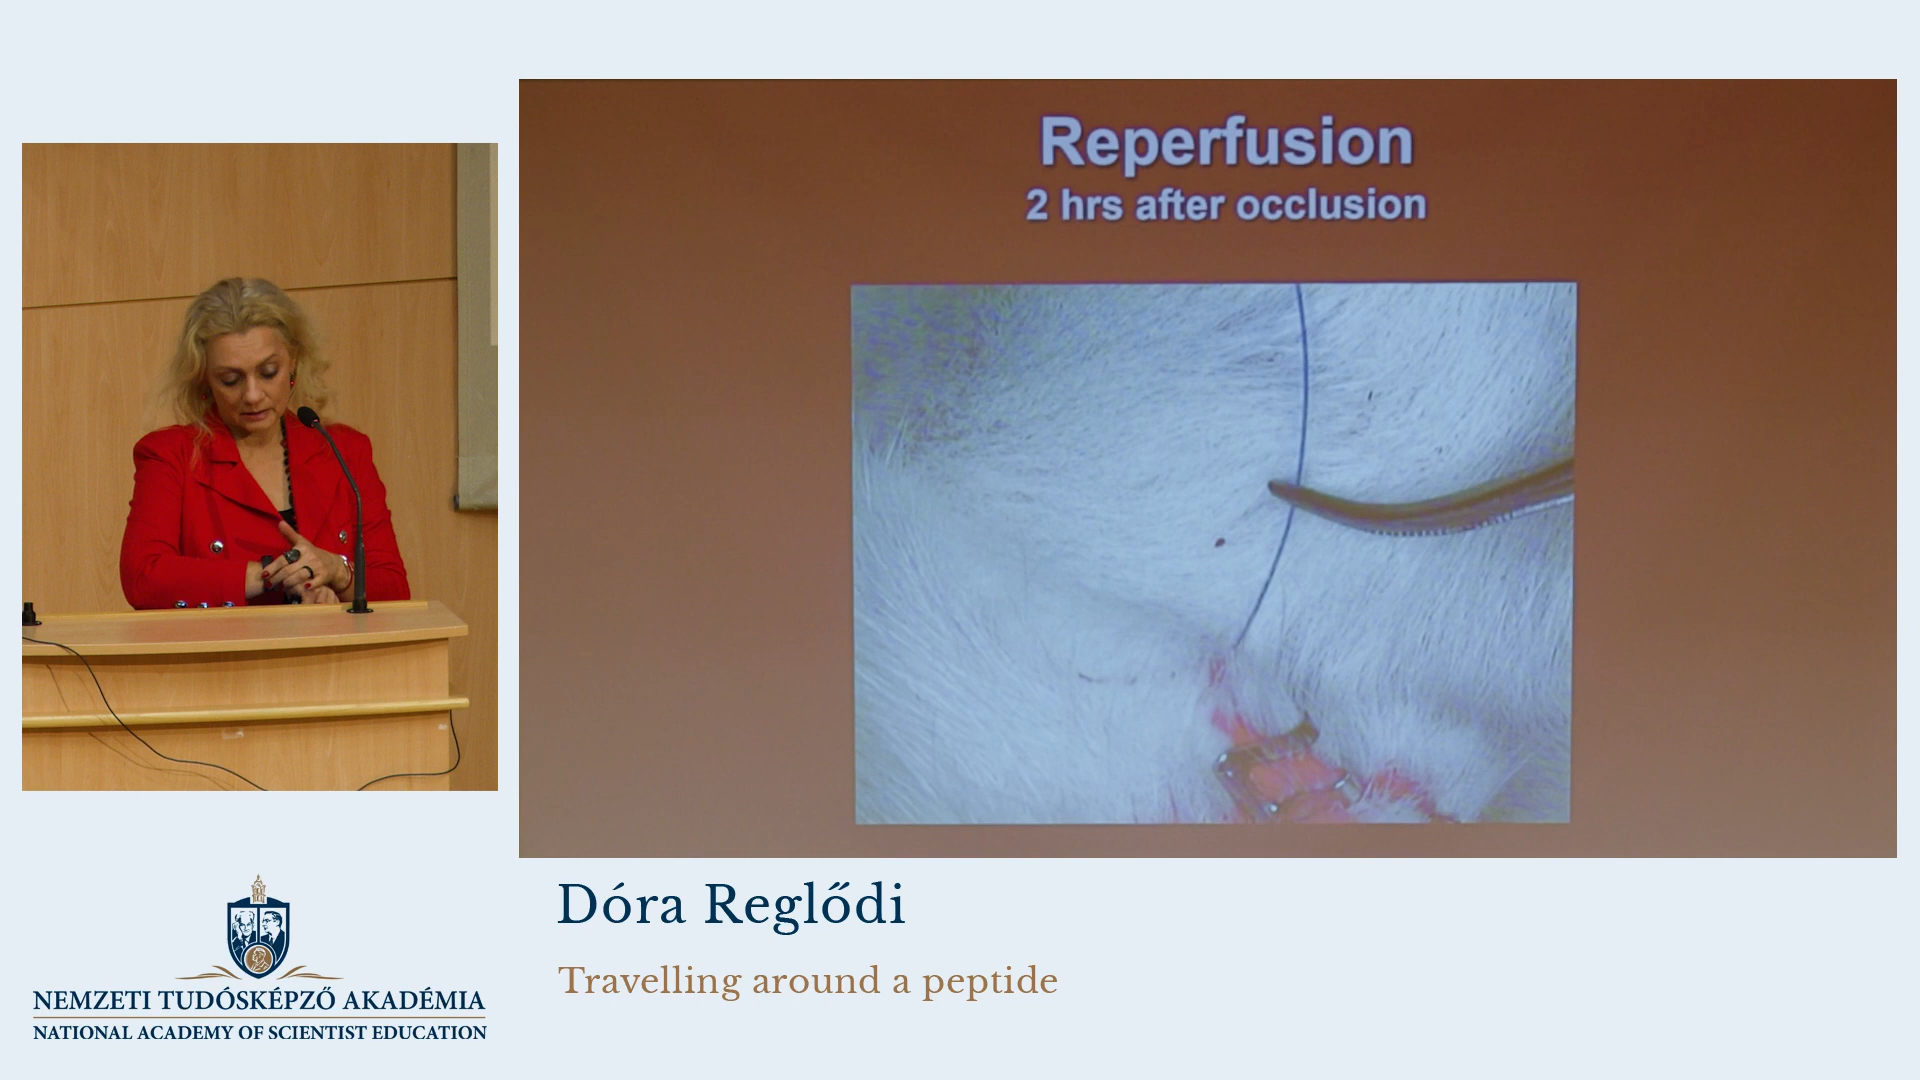 Reperfusion
2 hrs after occlusion
Dóra Reglődi
Travelling around a peptide
NEMZETI TUDÓSKÉPZŐ AKADÉMIA
NATIONAL ACADEMY OF SCIENTIST EDUCATION